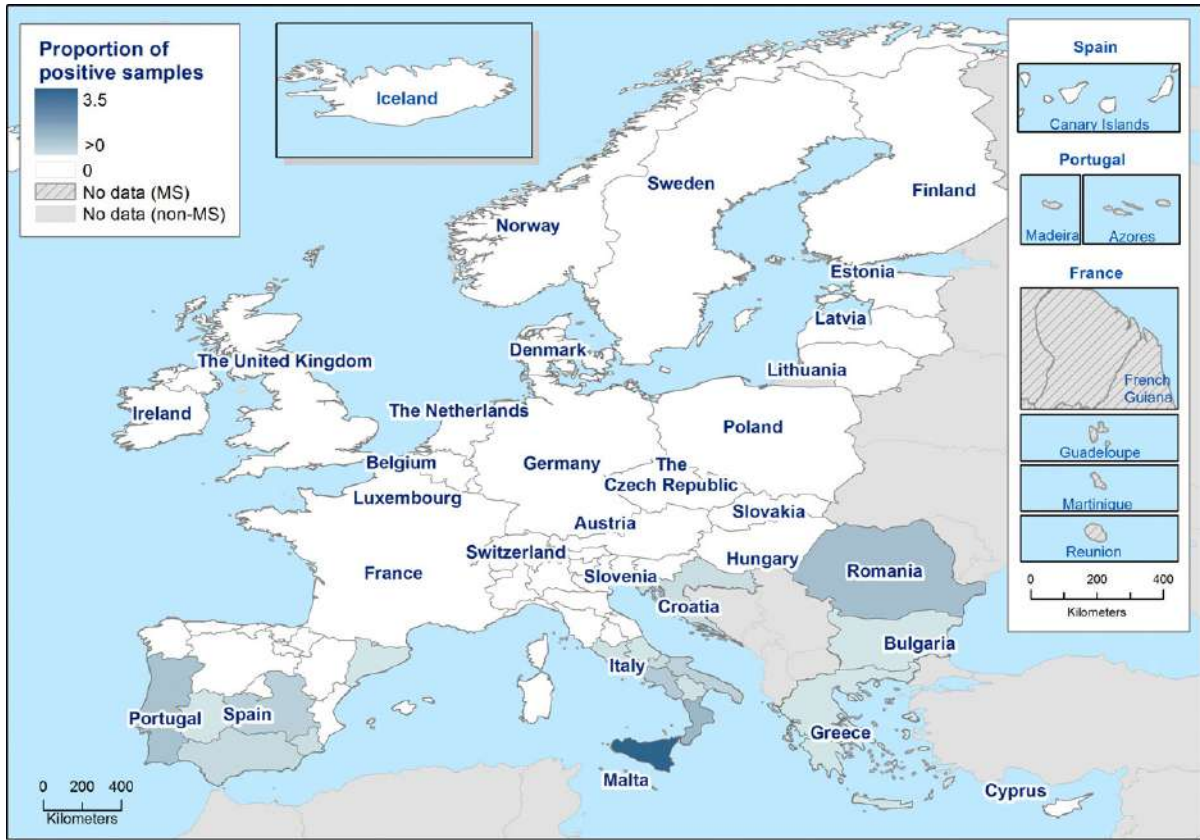 Proportion of
positive samples
3.5
>0
0
No data (MS)
No data (non-MS)
Iceland
Sweden
Finland
Norway
Estonia
Latvia
Denmark
Lithuania
The United Kingdom
Ireland
The Netherlands
Poland
Belgium
Germany
The
Czech Republic
Luxembourg
Slovakia
Austria
Switzerland
Hungary
France
Slovenia
Romania
Croatia
Bulgaria
Italy
Portugal
Spain
Greece
Malta
Cyprus
0 200 400
Kilometers
Spain
Canary Islands
Portugal
Madeira
Azores
France
French
Guiana
Guadeloupe
Martinique
Reunion
0 200 400
Kilometers